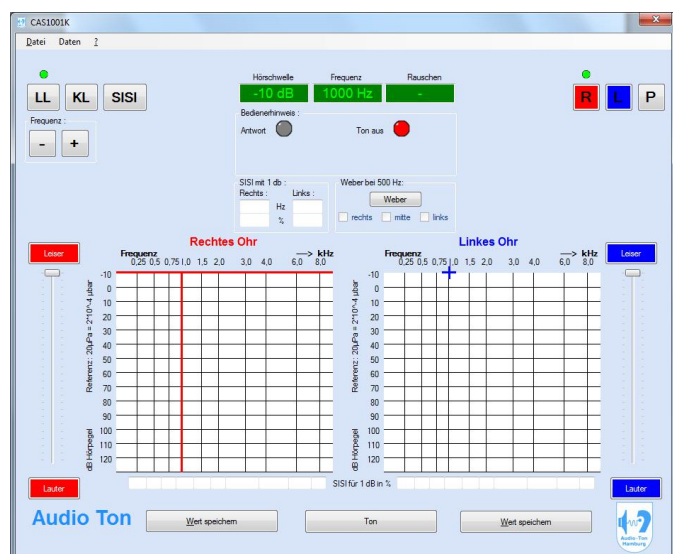 CAS1001K
Datei Daten ?
Hörschwelle Frequenz Rauschen
LL KL SISI -10 dB 1000 Hz - R L P
Frequenz : Bedienerhinweis :
- + Antwort Ton aus
SISI mit 1 db : Weber bei 500 Hz:
Rechts : Links : Weber
Hz
% rechts mitte links
Rechtes Ohr Linkes Ohr
Leiser Frequenz —> kHz Frequenz —> kHz Leiser
0,25 0,5 0,75 1,0 1,5 2,0 3,0 4,0 6,0 8,0 0,25 0,5 0,75 1,0 1,5 2,0 3,0 4,0 6,0 8,0
-10 -10
0 0
10 10
20 20
30 30
40 40
50 50
60 60
70 70
80 80
90 90
100 100
110 110
120 120
dB Hörpegel Referenz : 20µPa = 2*10^-4 µbar
dB Hörpegel Referenz : 20µPa = 2*10^-4 µbar
Lauter SISI für 1 dB in % Lauter
Audio Ton Wert speichern Ton Wert speichern
Audio-Ton
Hamburg